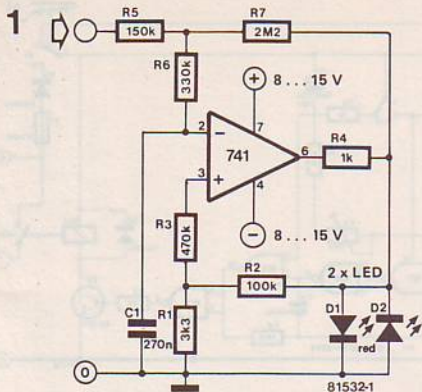 1
R5
150k
R7
2M2
R6
330k
+ 8 ... 15 V
2
−
7
741
6
R4
1k
3
+
4
− 8 ... 15 V
R3
470k
R2
100k
2 x LED
C1
270n
R1
3k3
D1
D2
red
0
81532-1